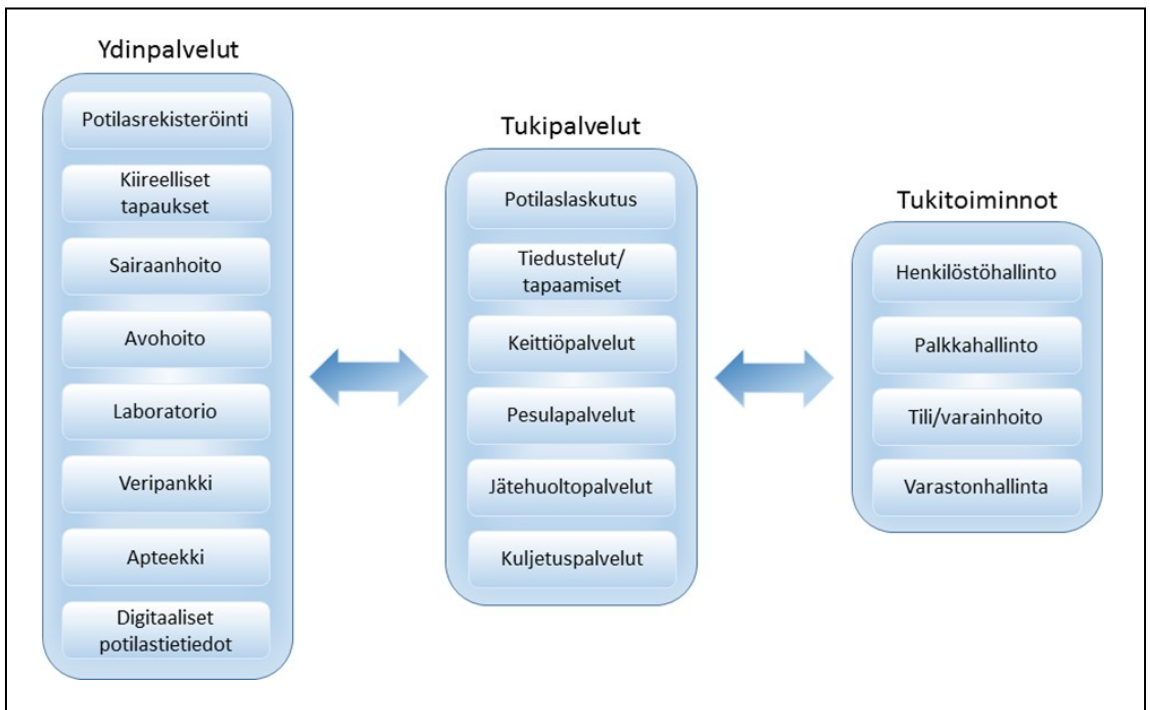 Ydinpalvelut
Potilasrekisteröinti
Kiireelliset
tapaukset
Sairaanhoito
Avohoito
Laboratorio
Veripankki
Apteekki
Digitaaliset
potilastietiedot
Tukipalvelut
Potilaslaskutus
Tiedustelut/
tapaamiset
Keittiöpalvelut
Pesulapalvelut
Jätehuoltopalvelut
Kuljetuspalvelut
Tukitoiminnot
Henkilöstöhallinto
Palkkahallinto
Tili/varainhoito
Varastonhallinta